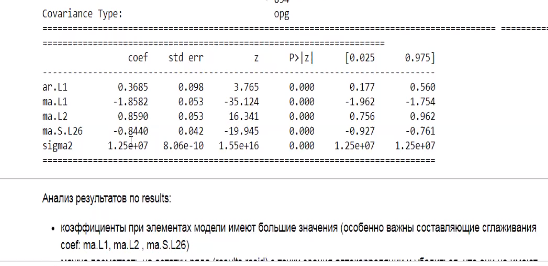 Covariance Type: opg
==============================================================================
coef std err z P>|z| [0.025 0.975]
------------------------------------------------------------------------------
ar.L1 0.3685 0.098 3.765 0.000 0.177 0.560
ma.L1 -1.8582 0.053 -35.124 0.000 -1.962 -1.754
ma.L2 0.8590 0.053 16.341 0.000 0.756 0.962
ma.S.L26 -0.8440 0.042 -19.945 0.000 -0.927 -0.761
sigma2 1.25e+07 8.06e-10 1.55e+16 0.000 1.25e+07 1.25e+07
==============================================================================
Анализ результатов по results:
• коэффициенты при элементах модели имеют большие значения (особенно важны составляющие сглаживания
coef: ma.L1, ma.L2 , ma.S.L26)